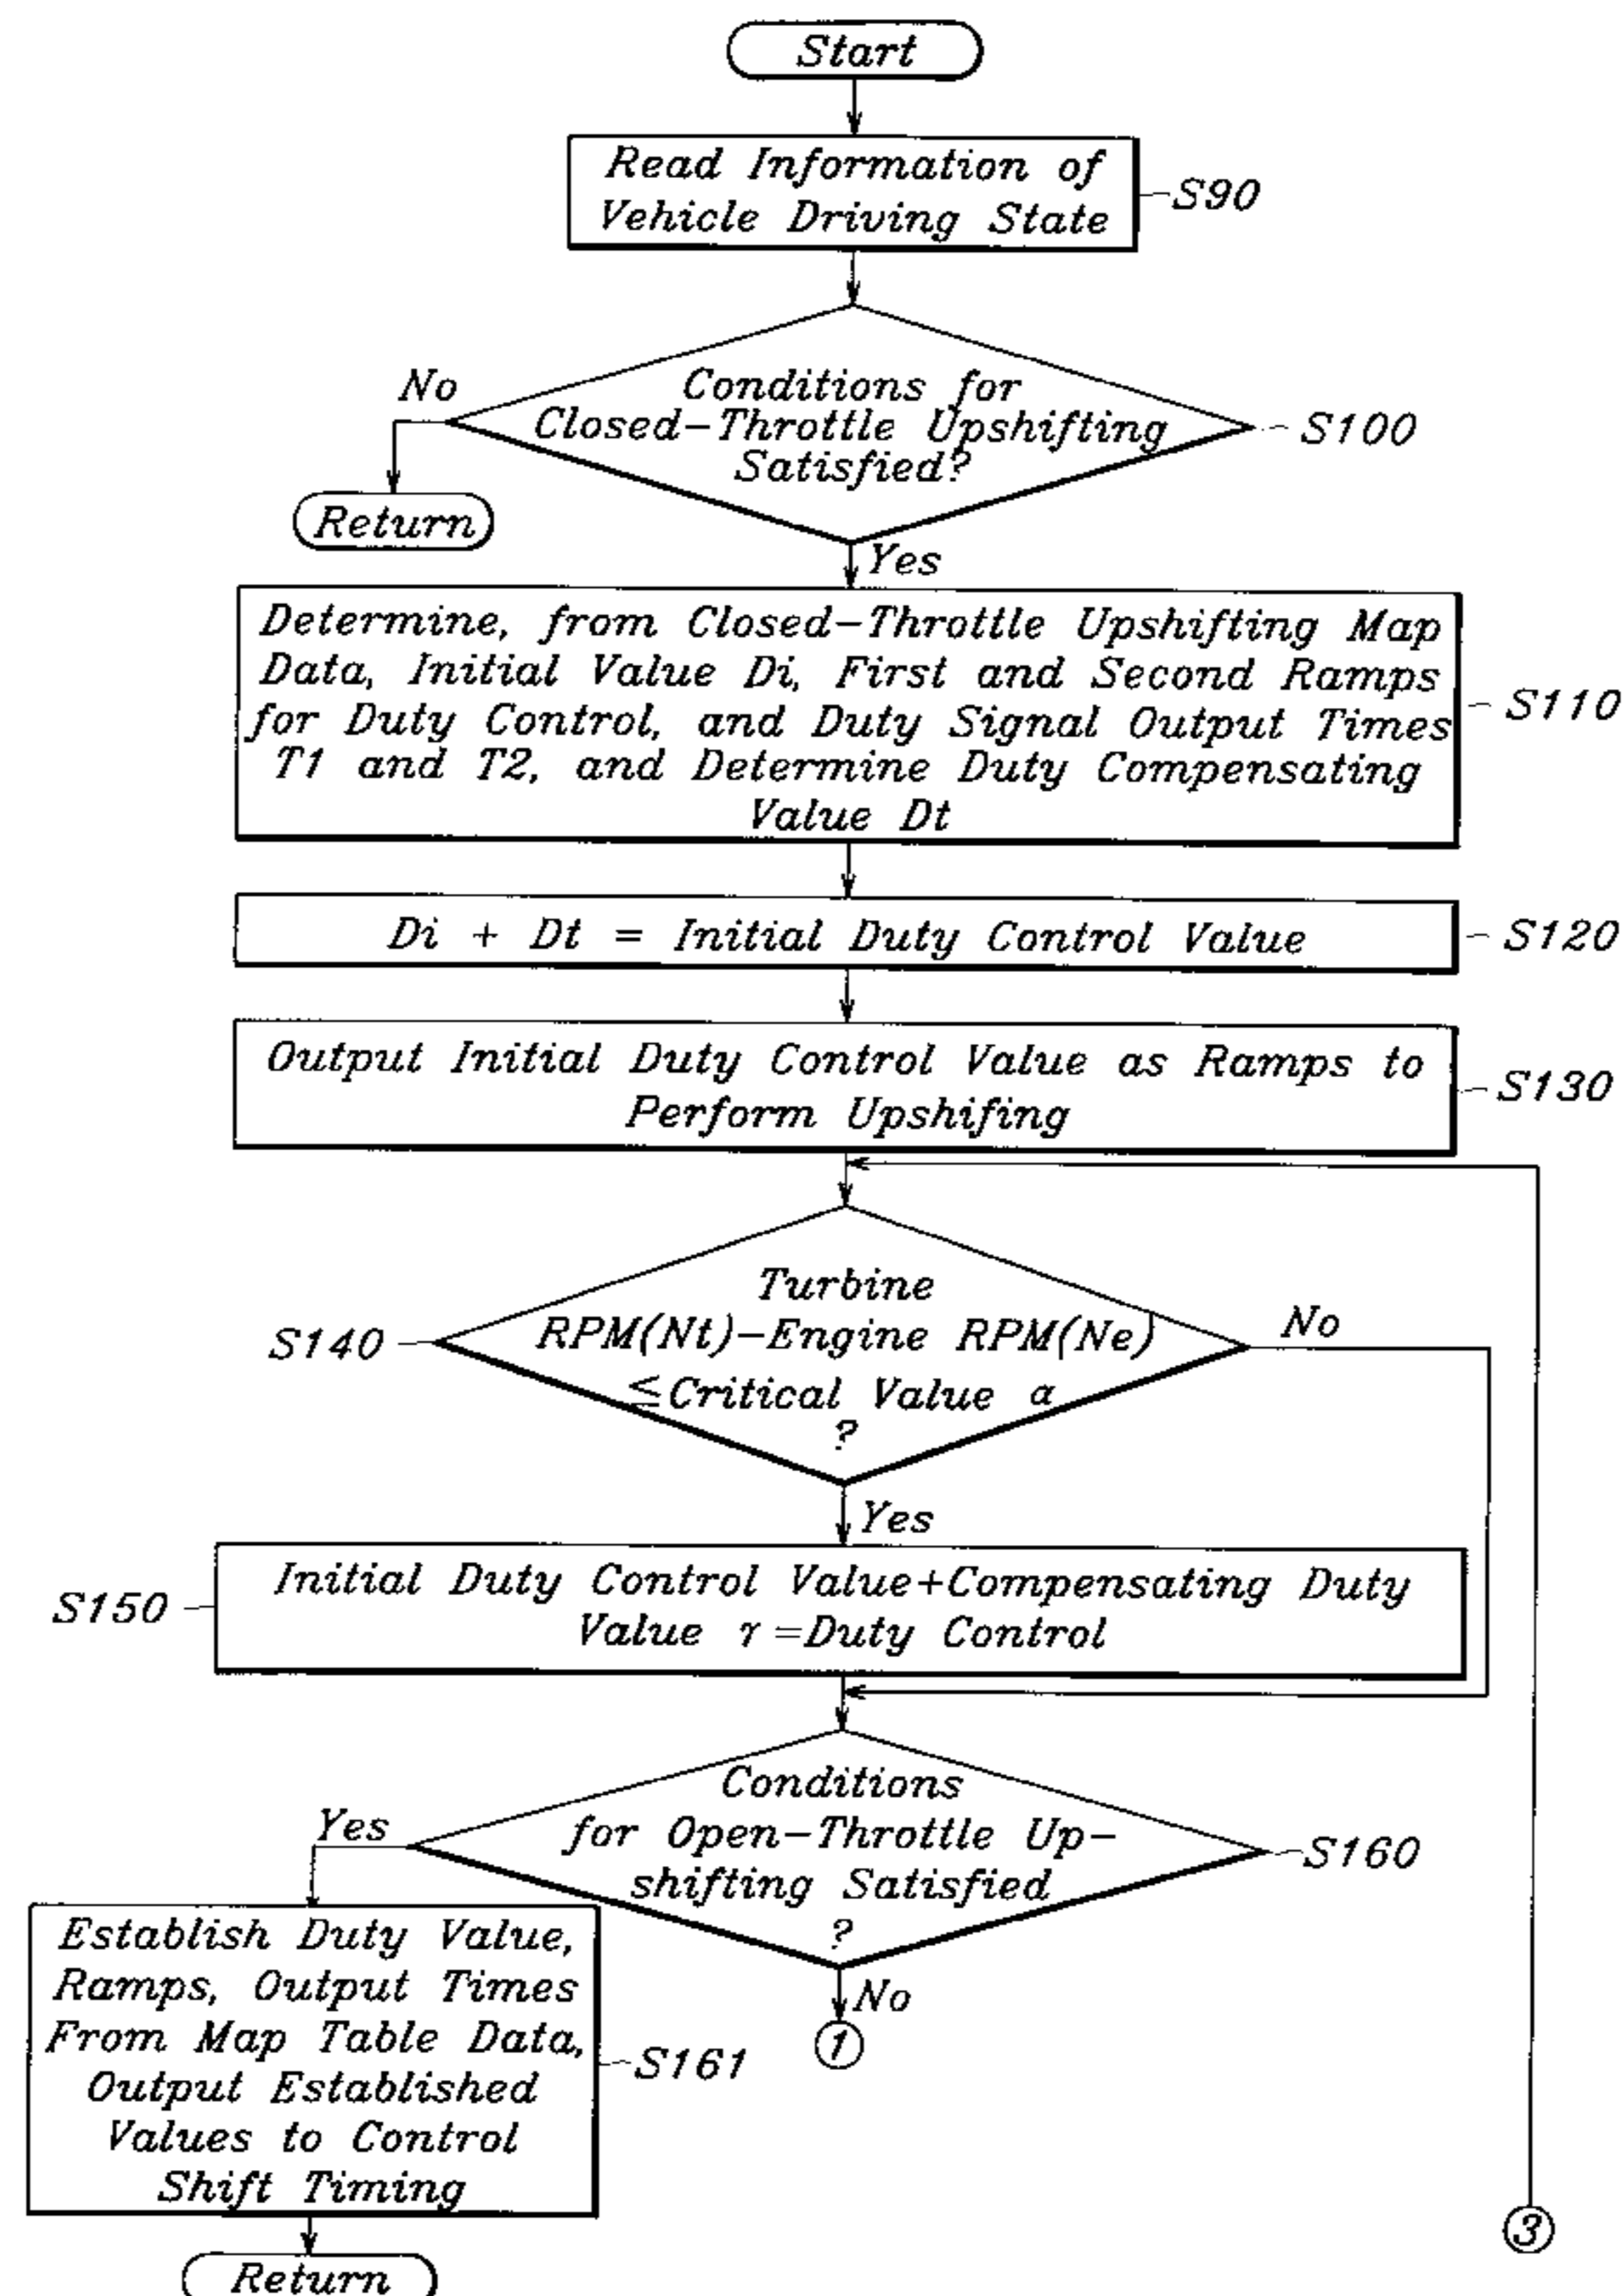 Start
Read Information of
Vehicle Driving State
S90
Conditions for
Closed-Throttle Upshifting
Satisfied?
S100
No
Return
Yes
Determine, from Closed-Throttle Upshifting Map
Data, Initial Value Di, First and Second Ramps
for Duty Control, and Duty Signal Output Times
T1 and T2, and Determine Duty Compensating
Value Dt
S110
Di + Dt = Initial Duty Control Value
S120
Output Initial Duty Control Value as Ramps to
Perform Upshifing
S130
Turbine
RPM(Nt)-Engine RPM(Ne)
≤Critical Value α
?
S140
No
Yes
Initial Duty Control Value+Compensating Duty
Value γ=Duty Control
S150
Conditions
for Open-Throttle Up-
shifting Satisfied
?
S160
Yes
No
1
Establish Duty Value,
Ramps, Output Times
From Map Table Data,
Output Established
Values to Control
Shift Timing
S161
Return
3